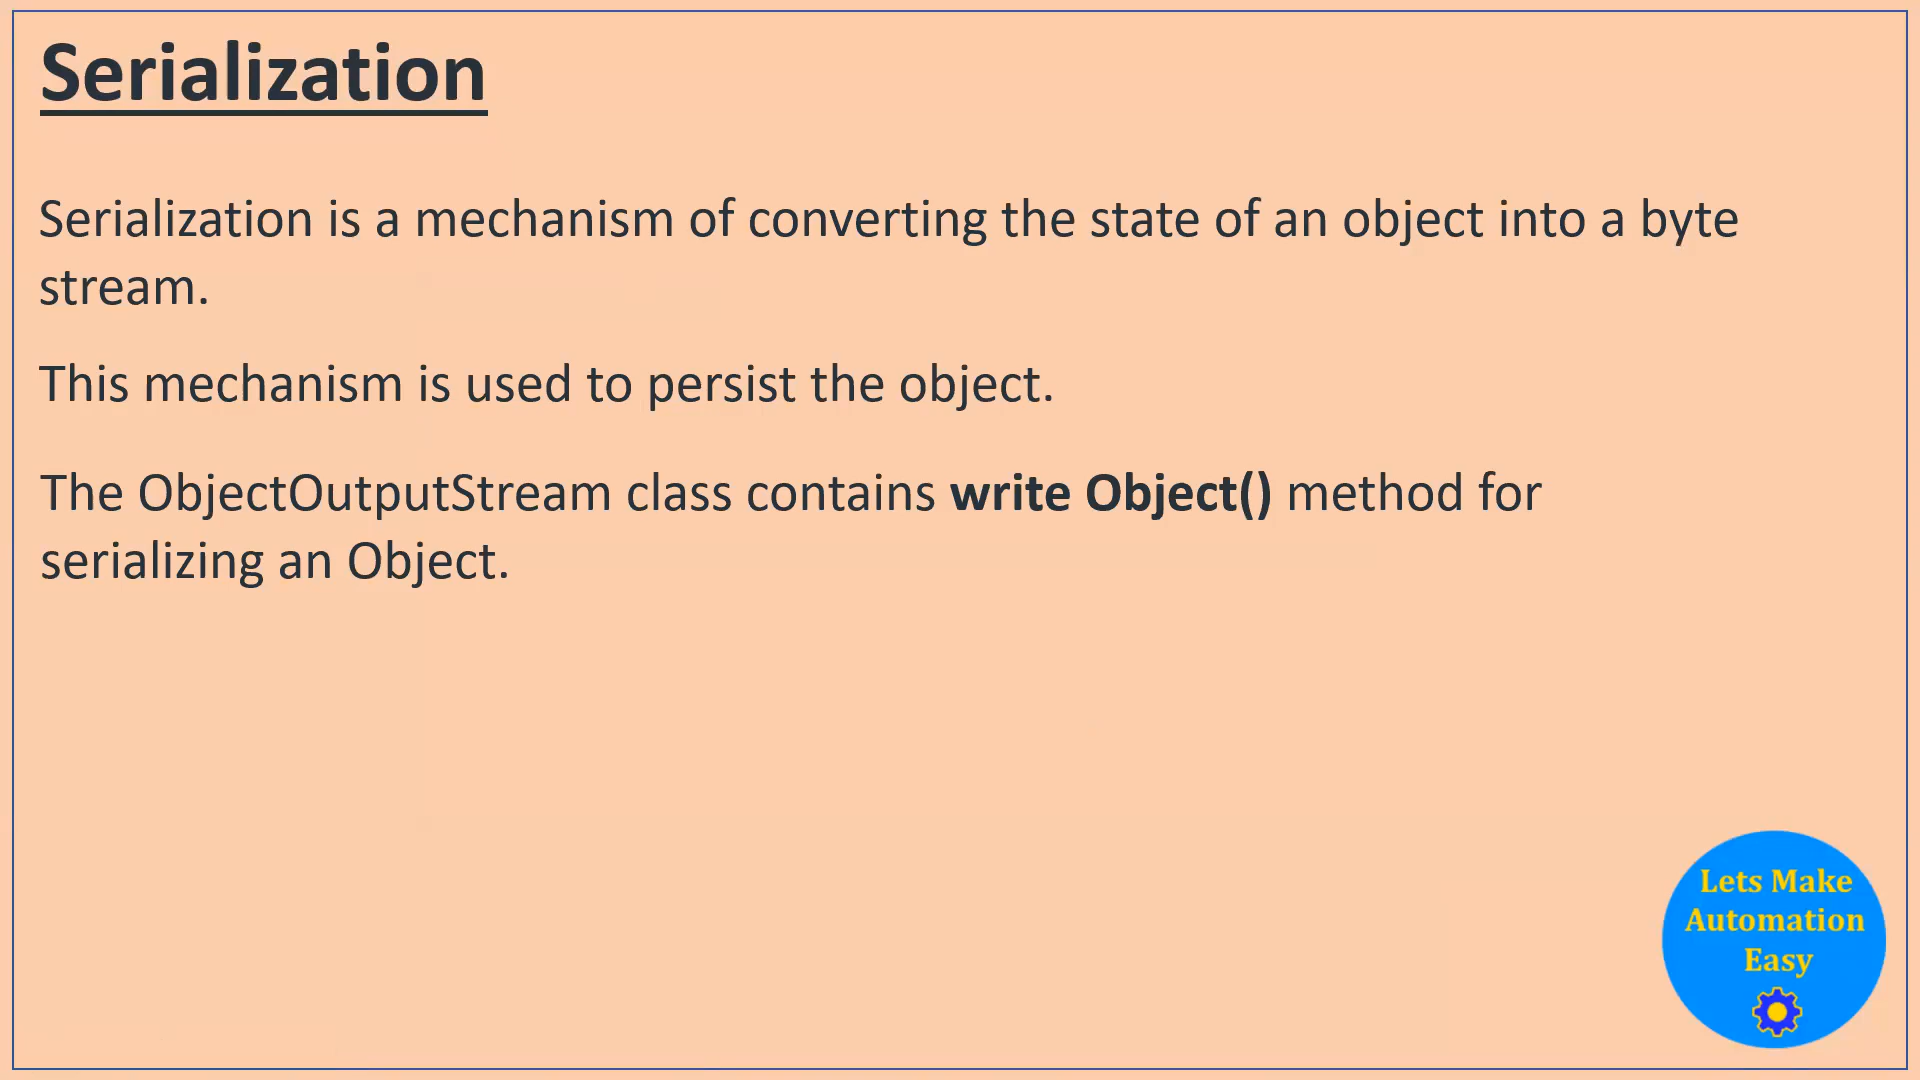 Serialization
Serialization is a mechanism of converting the state of an object into a byte
stream.
This mechanism is used to persist the object.
The ObjectOutputStream class contains write Object() method for
serializing an Object.
Lets Make
Automation
Easy